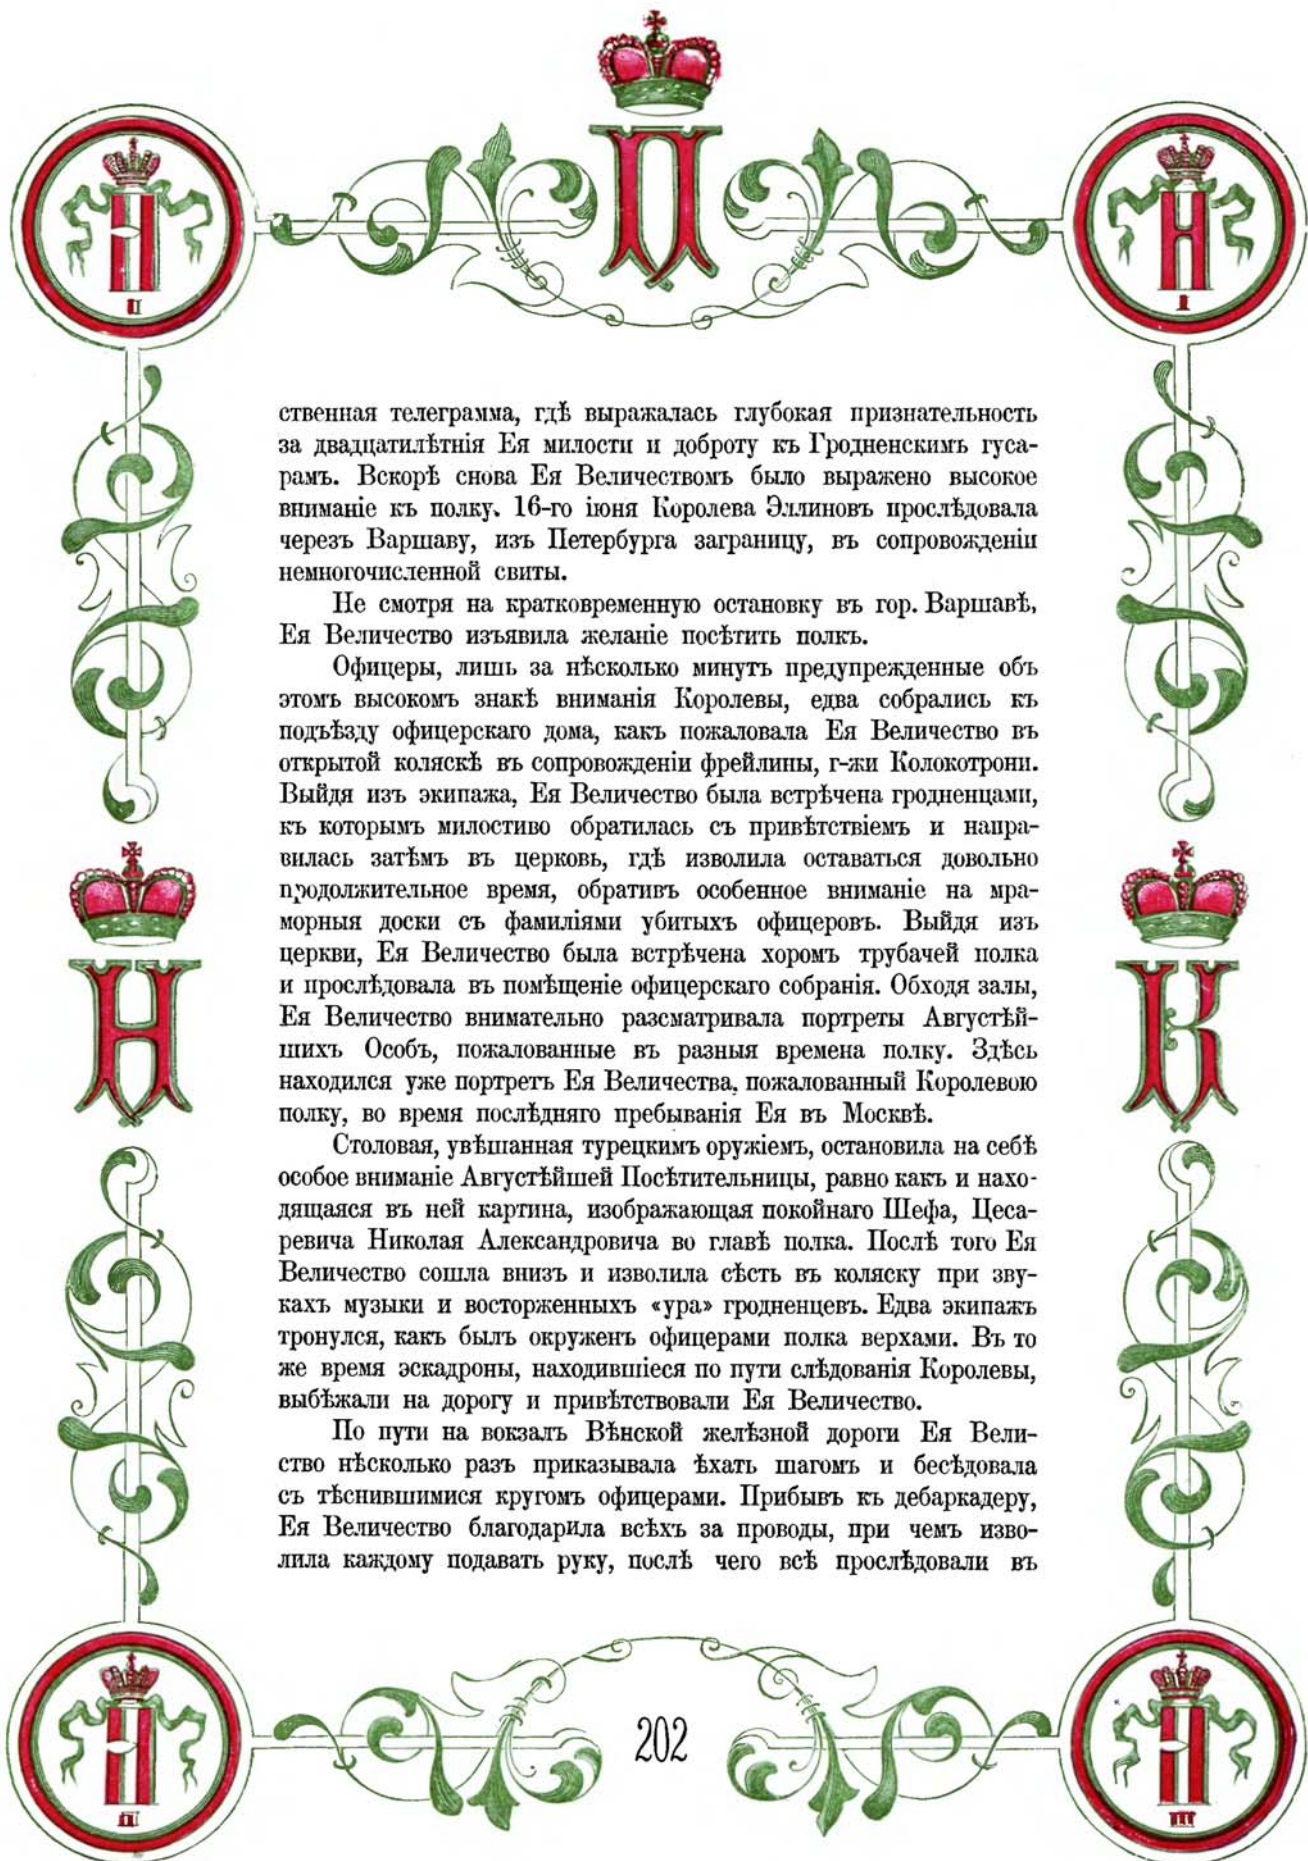 П
II
I
ственная телеграмма, гдѣ выражалась глубокая признательность
за двадцатилѣтнія Ея милости и доброту къ Гродненскимъ гуса-
рамъ. Вскорѣ снова Ея Величествомъ было выражено высокое
вниманіе къ полку. 16-го іюня Королева Эллиновъ прослѣдовала
черезъ Варшаву, изъ Петербурга заграницу, въ сопровожденіи
немногочисленной свиты.
Не смотря на кратковременную остановку въ гор. Варшавѣ,
Ея Величество изъявила желаніе посѣтить полкъ.
Офицеры, лишь за нѣсколько минутъ предупрежденные объ
этомъ высокомъ знакѣ вниманія Королевы, едва собрались къ
подъѣзду офицерскаго дома, какъ пожаловала Ея Величество въ
открытой коляскѣ въ сопровожденіи фрейлины, г-жи Колокотрони.
Выйдя изъ экипажа, Ея Величество была встрѣчена гродненцами,
къ которымъ милостиво обратилась съ привѣтствіемъ и напра-
вилась затѣмъ въ церковь, гдѣ изволила оставаться довольно
продолжительное время, обративъ особенное вниманіе на мра-
морныя доски съ фамиліями убитыхъ офицеровъ. Выйдя изъ
церкви, Ея Величество была встрѣчена хоромъ трубачей полка
и прослѣдовала въ помѣщеніе офицерскаго собранія. Обходя залы,
Ея Величество внимательно разсматривала портреты Августѣй-
шихъ Особъ, пожалованные въ разныя времена полку. Здѣсь
находился уже портретъ Ея Величества, пожалованный Королевою
полку, во время послѣдняго пребыванія Ея въ Москвѣ.
Столовая, увѣшанная турецкимъ оружіемъ, остановила на себѣ
особое вниманіе Августѣйшей Посѣтительницы, равно какъ и нахо-
дящаяся въ ней картина, изображающая покойнаго Шефа, Цеса-
ревича Николая Александровича во главѣ полка. Послѣ того Ея
Величество сошла внизъ и изволила сѣсть въ коляску при зву-
кахъ музыки и восторженныхъ «ура» гродненцевъ. Едва экипажъ
тронулся, какъ былъ окруженъ офицерами полка верхами. Въ то
же время эскадроны, находившіеся по пути слѣдованія Королевы,
выбѣжали на дорогу и привѣтствовали Ея Величество.
По пути на вокзалъ Вѣнской желѣзной дороги Ея Вели-
ство нѣсколько разъ приказывала ѣхать шагомъ и бесѣдовала
съ тѣснившимися кругомъ офицерами. Прибывъ къ дебаркадеру,
Ея Величество благодарила всѣхъ за проводы, при чемъ изво-
лила каждому подавать руку, послѣ чего всѣ прослѣдовали въ
Н
К
II
III
202